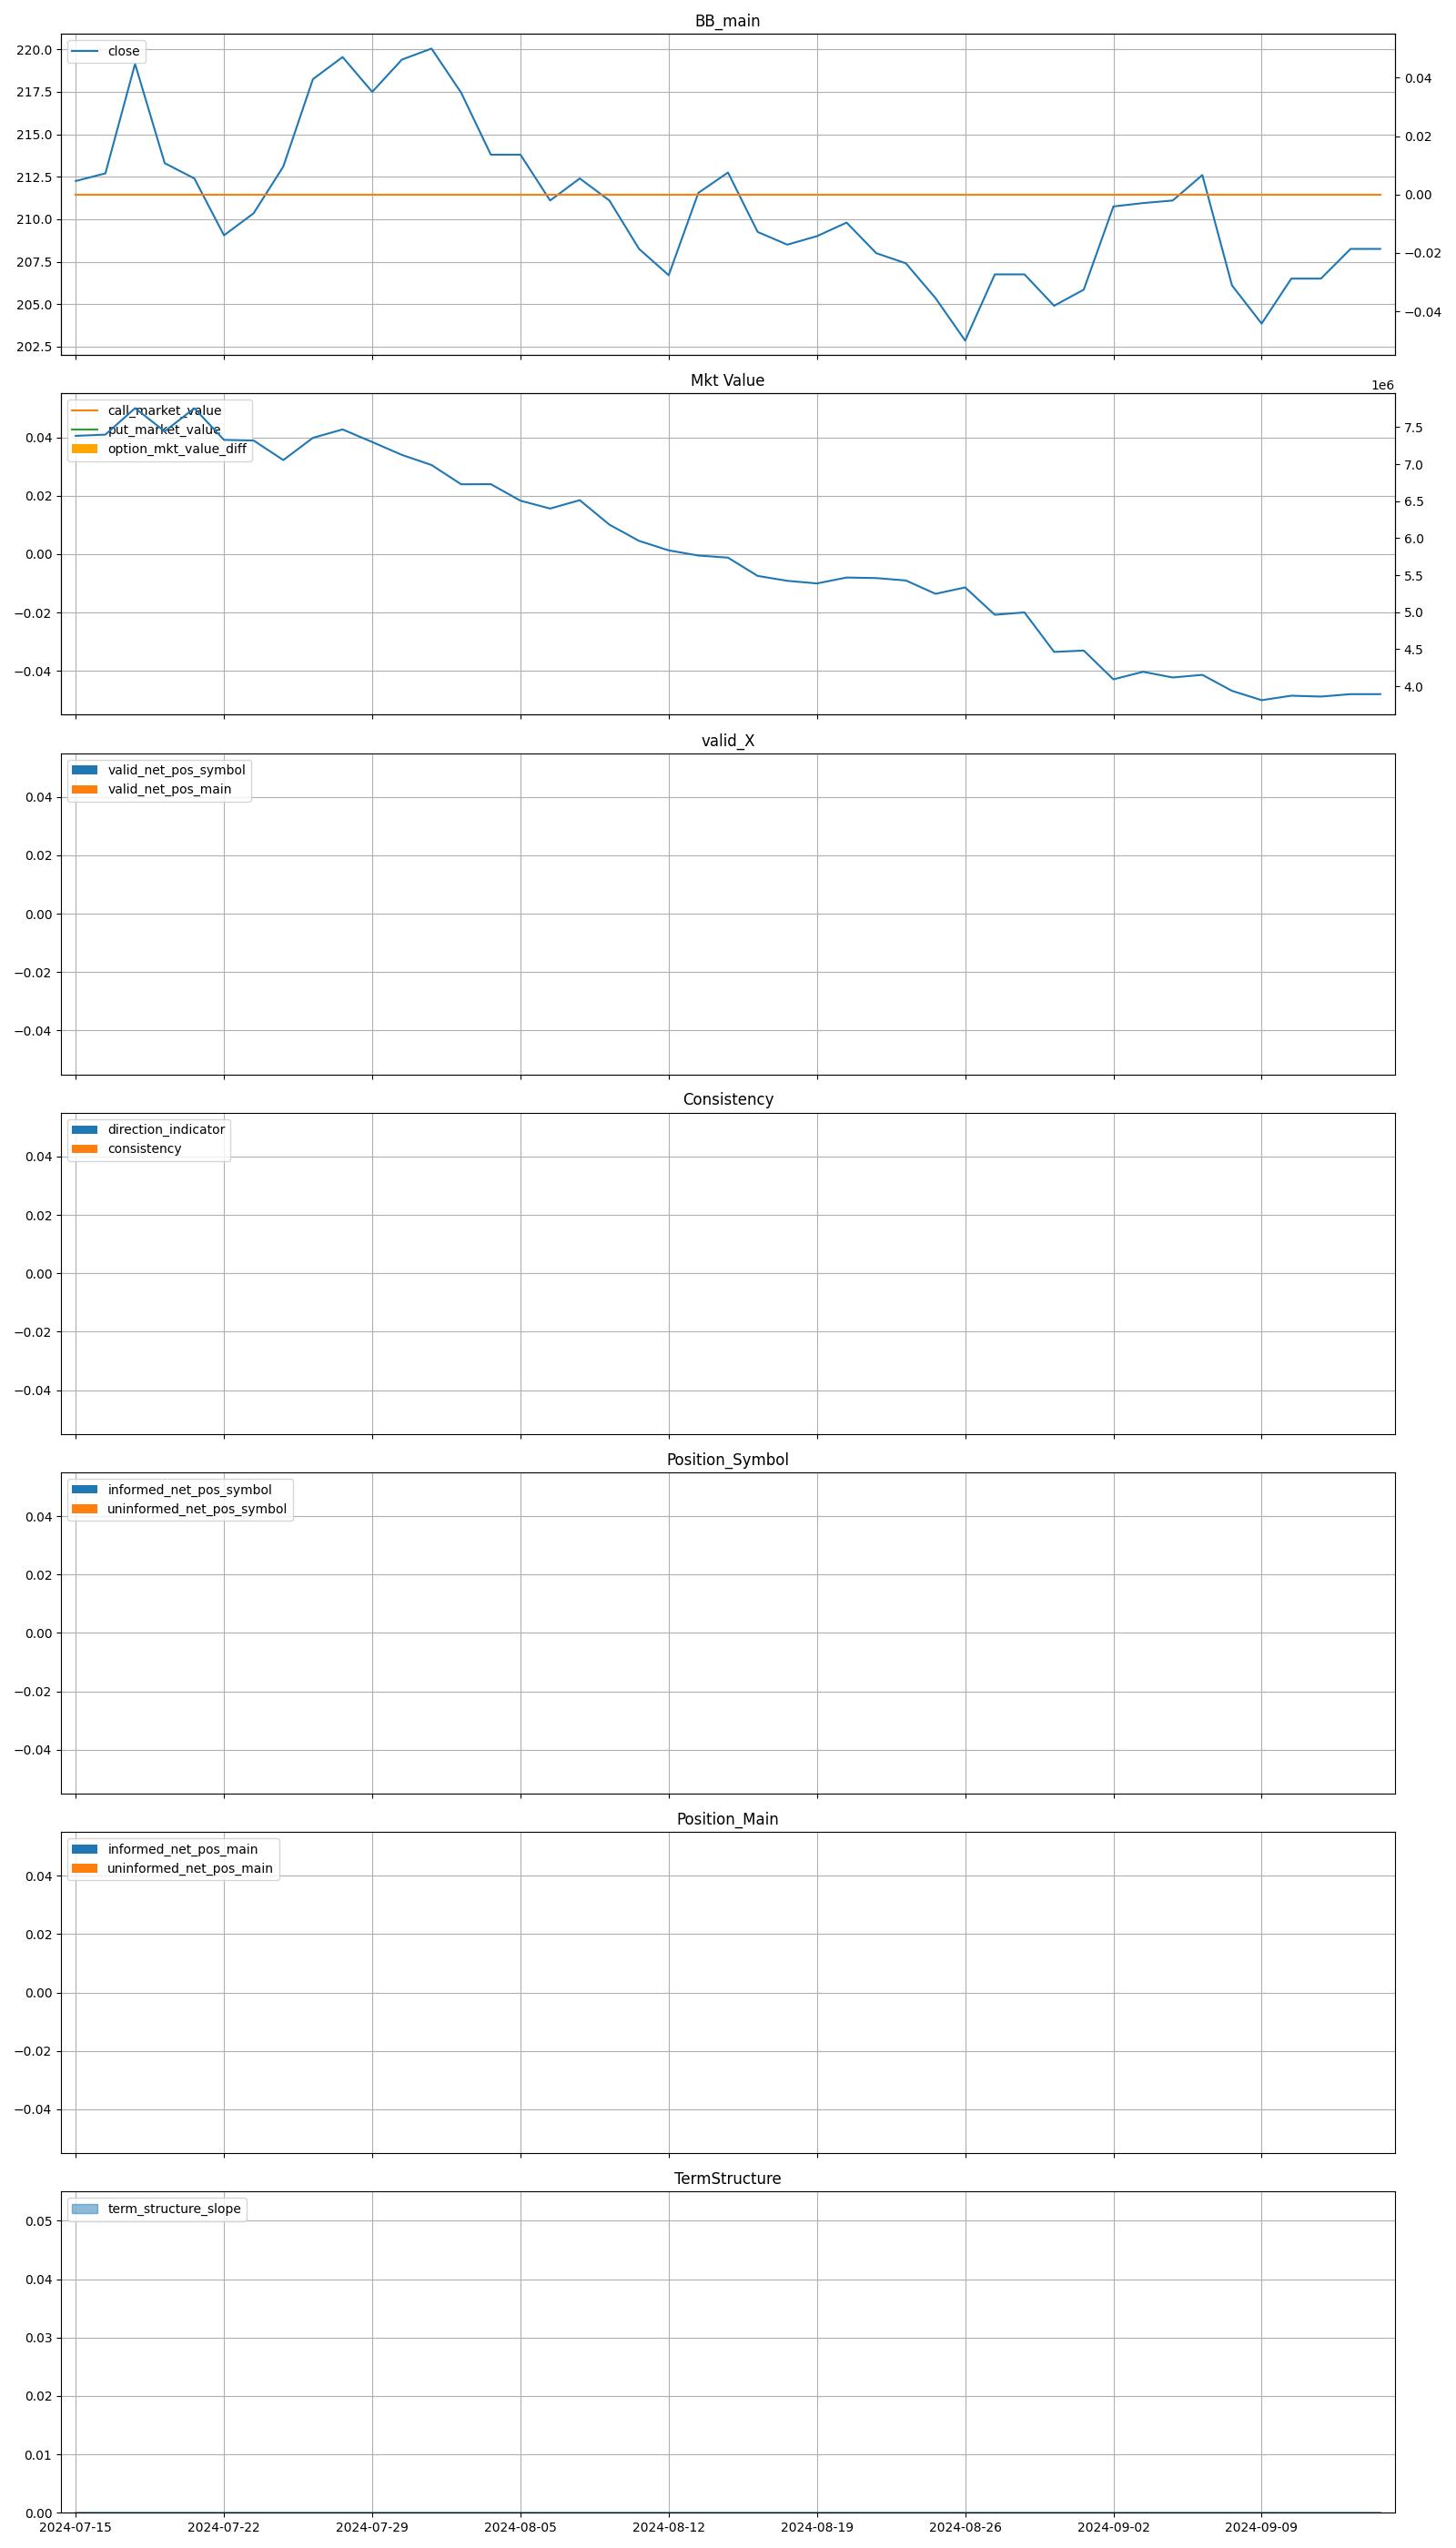 BB_main
close
220.0
217.5
215.0
212.5
210.0
207.5
205.0
202.5
0.04
0.02
0.00
−0.02
−0.04
Mkt Value
1e6
call_market_value
put_market_value
option_mkt_value_diff
0.04
0.02
0.00
−0.02
−0.04
7.5
7.0
6.5
6.0
5.5
5.0
4.5
4.0
valid_X
valid_net_pos_symbol
valid_net_pos_main
0.04
0.02
0.00
−0.02
−0.04
Consistency
direction_indicator
consistency
0.04
0.02
0.00
−0.02
−0.04
Position_Symbol
informed_net_pos_symbol
uninformed_net_pos_symbol
0.04
0.02
0.00
−0.02
−0.04
Position_Main
informed_net_pos_main
uninformed_net_pos_main
0.04
0.02
0.00
−0.02
−0.04
TermStructure
term_structure_slope
0.05
0.04
0.03
0.02
0.01
0.00
2024-07-15 2024-07-22 2024-07-29 2024-08-05 2024-08-12 2024-08-19 2024-08-26 2024-09-02 2024-09-09